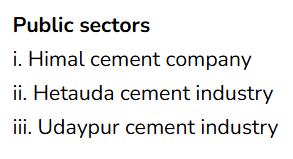 Public sectors
i. Himal cement company
ii. Hetauda cement industry
iii. Udaypur cement industry